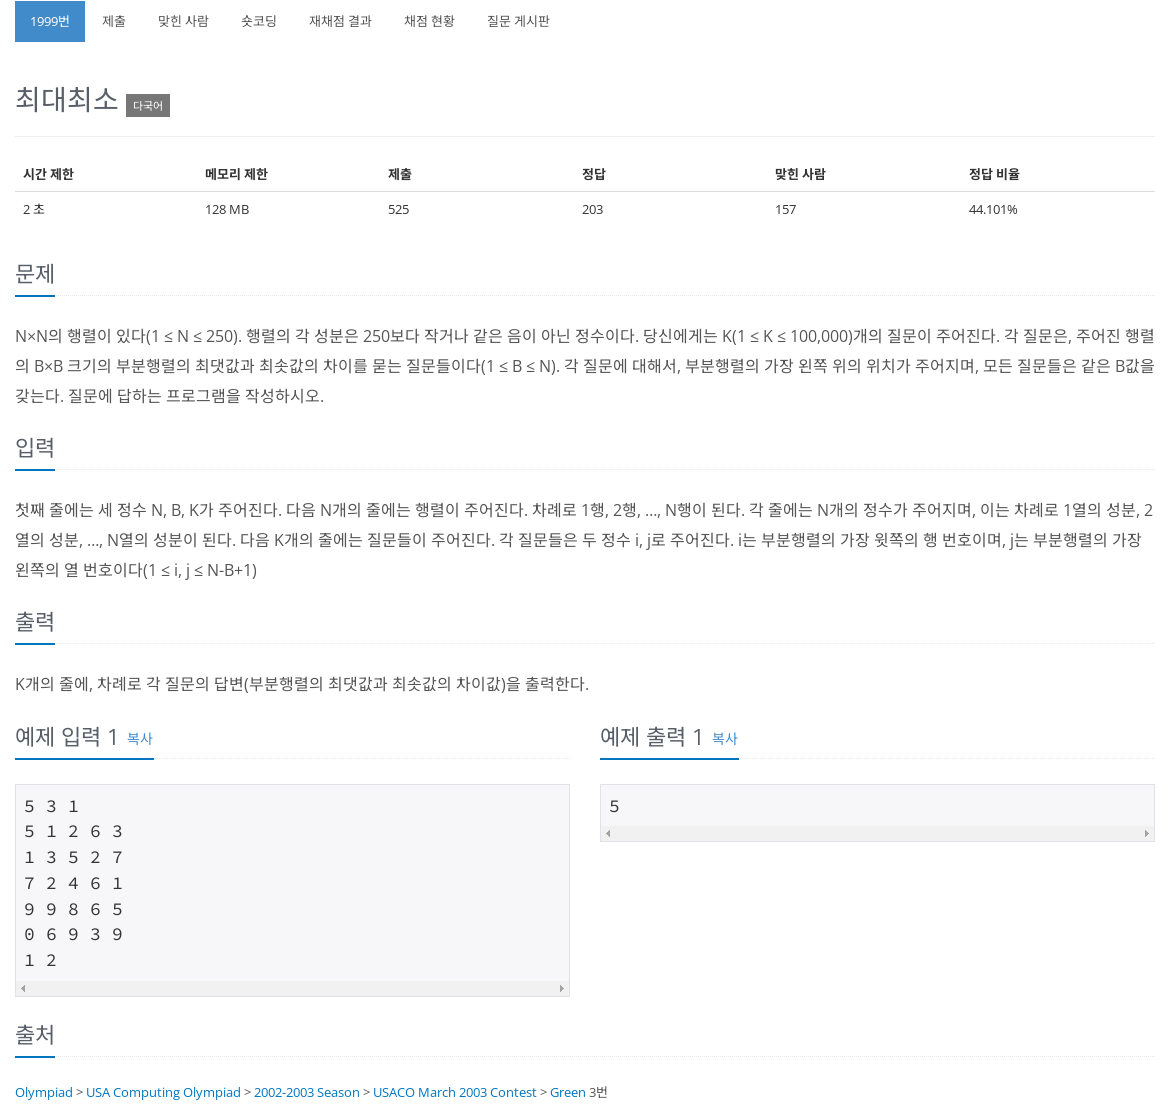 1999번 제출 맞힌 사람 숏코딩 재채점 결과 채점 현황 질문 게시판
최대최소 다국어
시간 제한 메모리 제한 제출 정답 맞힌 사람 정답 비율
2 초 128 MB 525 203 157 44.101%
문제
N×N의 행렬이 있다(1 ≤ N ≤ 250). 행렬의 각 성분은 250보다 작거나 같은 음이 아닌 정수이다. 당신에게는 K(1 ≤ K ≤ 100,000)개의 질문이 주어진다. 각 질문은, 주어진 행렬
의 B×B 크기의 부분행렬의 최댓값과 최솟값의 차이를 묻는 질문들이다(1 ≤ B ≤ N). 각 질문에 대해서, 부분행렬의 가장 왼쪽 위의 위치가 주어지며, 모든 질문들은 같은 B값을
갖는다. 질문에 답하는 프로그램을 작성하시오.
입력
첫째 줄에는 세 정수 N, B, K가 주어진다. 다음 N개의 줄에는 행렬이 주어진다. 차례로 1행, 2행, ..., N행이 된다. 각 줄에는 N개의 정수가 주어지며, 이는 차례로 1열의 성분, 2
열의 성분, ..., N열의 성분이 된다. 다음 K개의 줄에는 질문들이 주어진다. 각 질문들은 두 정수 i, j로 주어진다. i는 부분행렬의 가장 윗쪽의 행 번호이며, j는 부분행렬의 가장
왼쪽의 열 번호이다(1 ≤ i, j ≤ N-B+1)
출력
K개의 줄에, 차례로 각 질문의 답변(부분행렬의 최댓값과 최솟값의 차이값)을 출력한다.
예제 입력 1 복사
5 3 1
5 1 2 6 3
1 3 5 2 7
7 2 4 6 1
9 9 8 6 5
0 6 9 3 9
1 2
예제 출력 1 복사
5
출처
Olympiad > USA Computing Olympiad > 2002-2003 Season > USACO March 2003 Contest > Green 3번